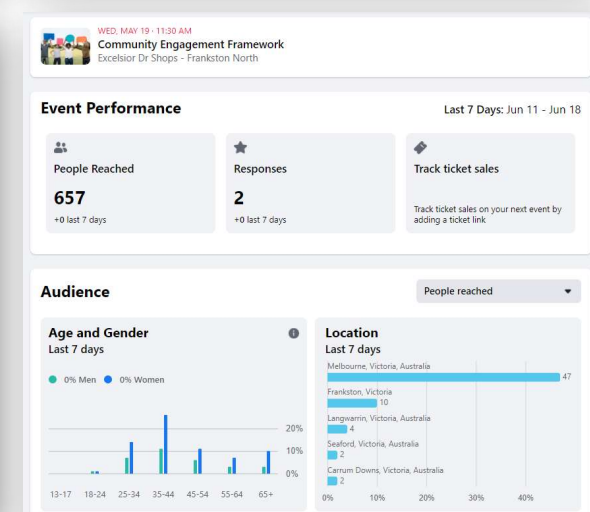 WED, MAY 19 · 11:30 AM
Community Engagement Framework
Excelsior Dr Shops - Frankston North
Event Performance
Last 7 Days: Jun 11 - Jun 18
People Reached
657
+0 last 7 days
Responses
2
+0 last 7 days
Track ticket sales
Track ticket sales on your next event by
adding a ticket link
Audience
People reached
Age and Gender
Last 7 days
0% Men 0% Women
20%
10%
0%
13-17 18-24 25-34 35-44 45-54 55-64 65+
Location
Last 7 days
Melbourne, Victoria, Australia
47
Frankston, Victoria
10
Langwarrin, Victoria, Australia
4
Seaford, Victoria, Australia
2
Carrum Downs, Victoria, Australia
2
0% 10% 20% 30% 40%